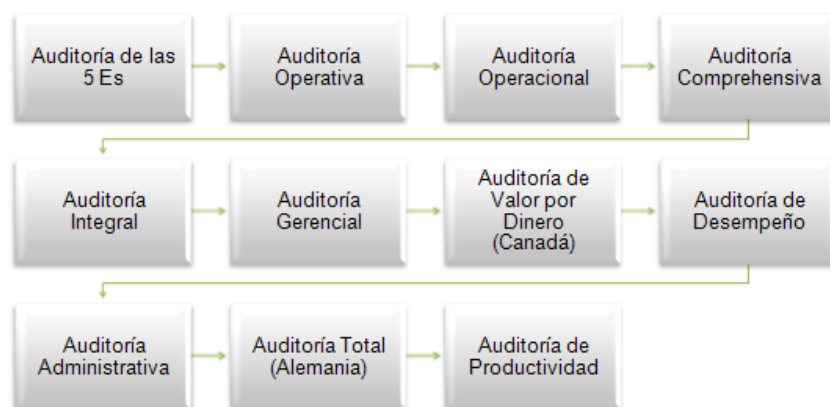 Auditoría de las
5 Es
Auditoría
Operativa
Auditoría
Operacional
Auditoría
Comprehensiva
Auditoría
Integral
Auditoría
Gerencial
Auditoría de
Valor por
Dinero
(Canadá)
Auditoría de
Desempeño
Auditoría
Administrativa
Auditoría Total
(Alemania)
Auditoría de
Productividad